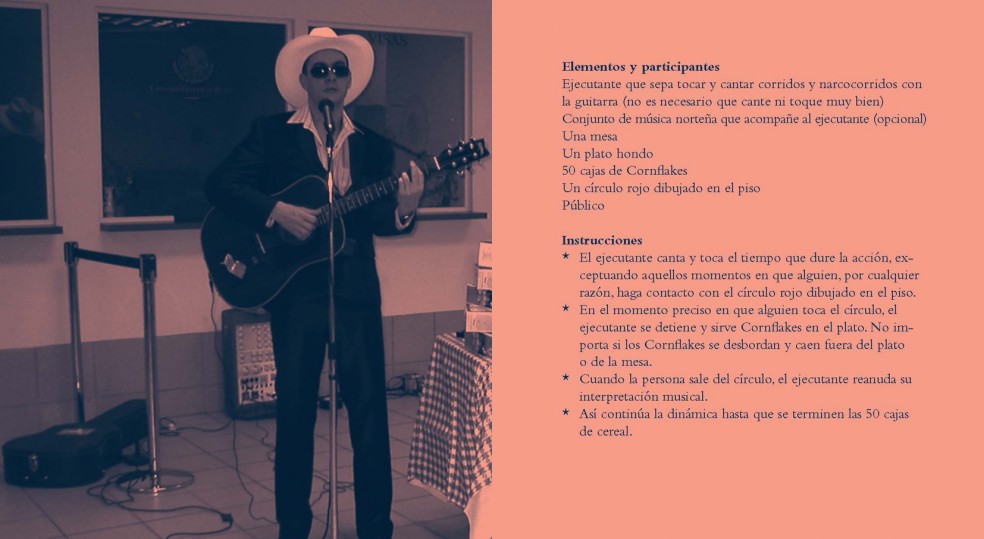 Elementos y participantes
Ejecutante que sepa tocar y cantar corridos y narcocorridos con
la guitarra (no es necesario que cante ni toque muy bien)
Conjunto de música norteña que acompañe al ejecutante (opcional)
Una mesa
Un plato hondo
50 cajas de Cornflakes
Un círculo rojo dibujado en el piso
Público
Instrucciones
* El ejecutante canta y toca el tiempo que dure la acción, ex-
ceptuando aquellos momentos en que alguien, por cualquier
razón, haga contacto con el círculo rojo dibujado en el piso.
* En el momento preciso en que alguien toca el círculo, el
ejecutante se detiene y sirve Cornflakes en el plato. No im-
porta si los Cornflakes se desbordan y caen fuera del plato
o de la mesa.
* Cuando la persona sale del círculo, el ejecutante reanuda su
interpretación musical.
* Así continúa la dinámica hasta que se terminen las 50 cajas
de cereal.